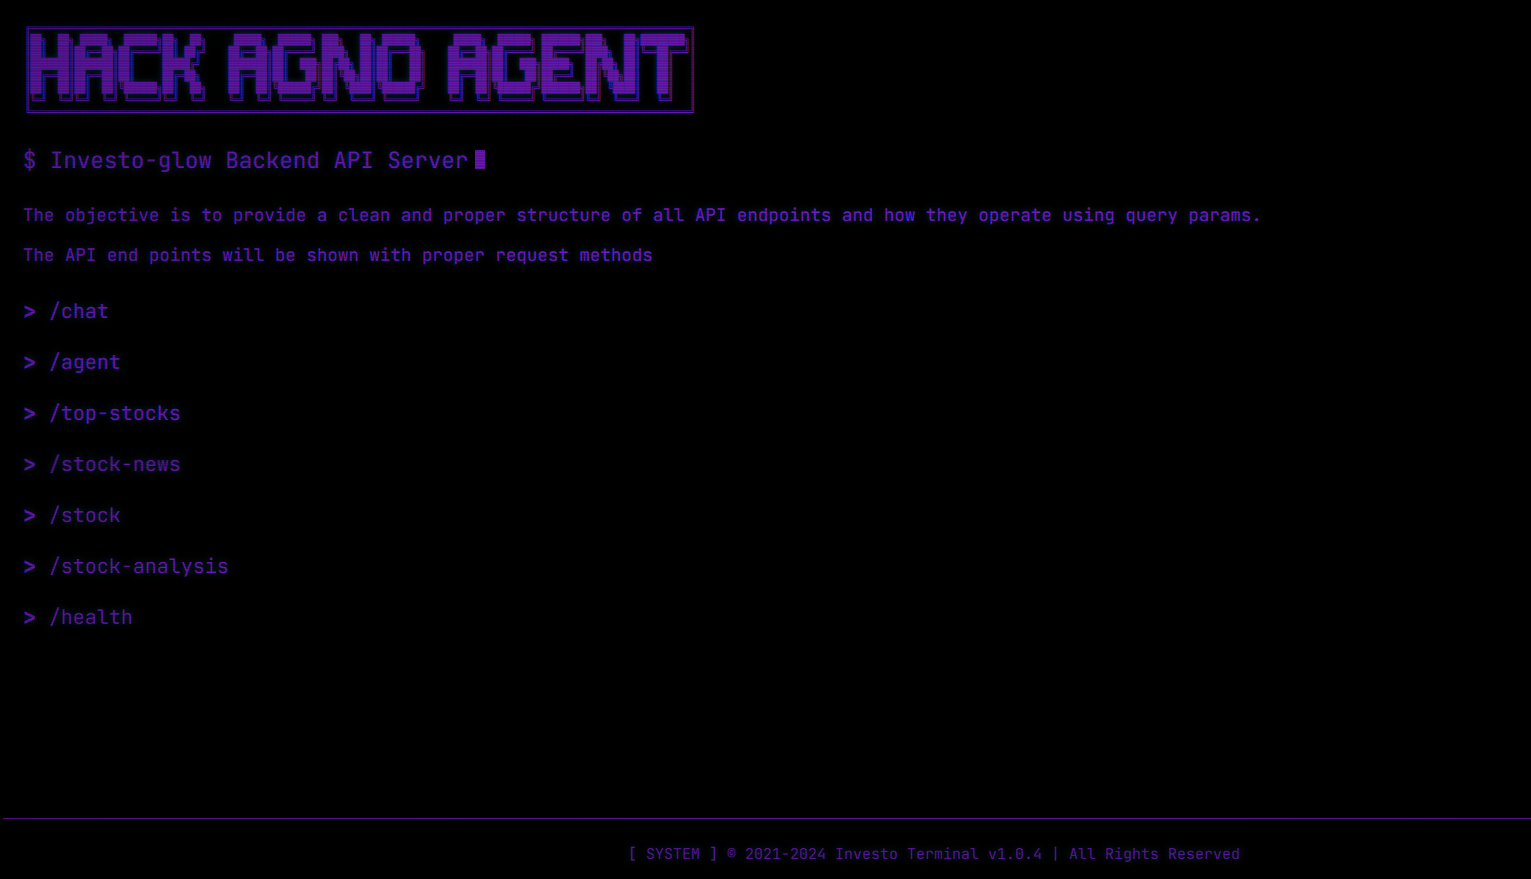 HACK AGNO AGENT
$ Investo-glow Backend API Server
The objective is to provide a clean and proper structure of all API endpoints and how they operate using query params.
The API end points will be shown with proper request methods
> /chat
> /agent
> /top-stocks
> /stock-news
> /stock
> /stock-analysis
> /health
[ SYSTEM ] © 2021-2024 Investo Terminal v1.0.4 | All Rights Reserved